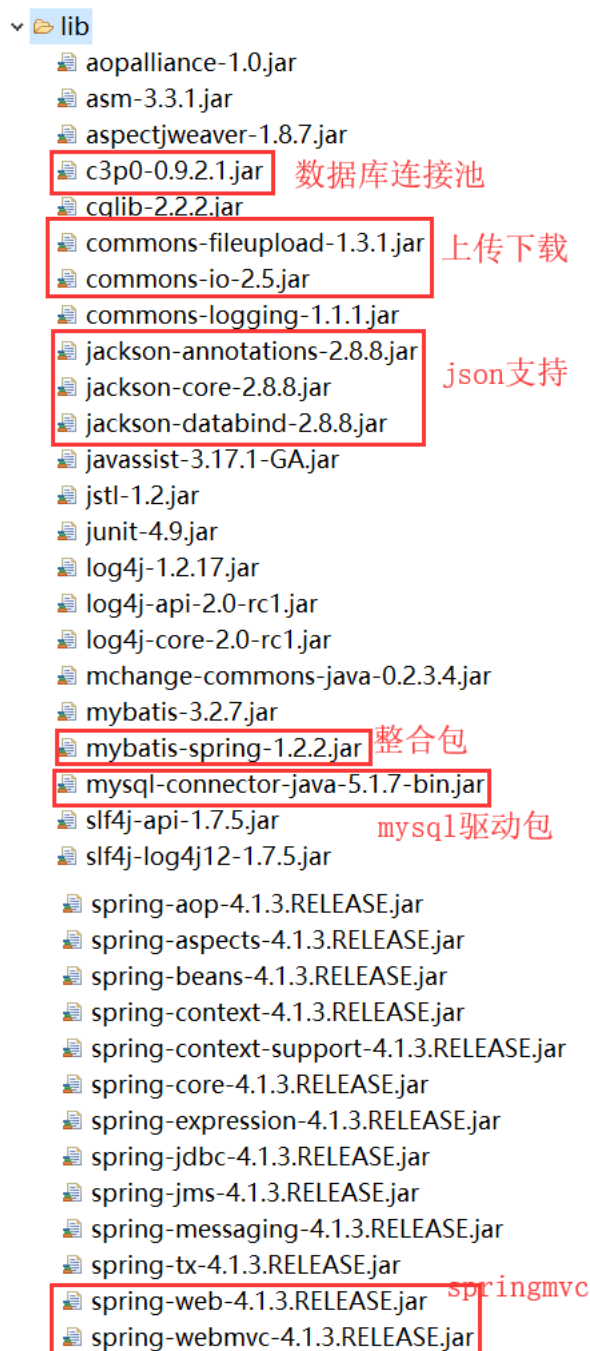 lib
aopalliance-1.0.jar
asm-3.3.1.jar
aspectjweaver-1.8.7.jar
c3p0-0.9.2.1.jar 数据库连接池
cglib-2.2.2.jar
commons-fileupload-1.3.1.jar 上传下载
commons-io-2.5.jar
commons-logging-1.1.1.jar
jackson-annotations-2.8.8.jar
jackson-core-2.8.8.jar json支持
jackson-databind-2.8.8.jar
javassist-3.17.1-GA.jar
jstl-1.2.jar
junit-4.9.jar
log4j-1.2.17.jar
log4j-api-2.0-rc1.jar
log4j-core-2.0-rc1.jar
mchange-commons-java-0.2.3.4.jar
mybatis-3.2.7.jar
mybatis-spring-1.2.2.jar 整合包
mysql-connector-java-5.1.7-bin.jar
slf4j-api-1.7.5.jar mysql驱动包
slf4j-log4j12-1.7.5.jar
spring-aop-4.1.3.RELEASE.jar
spring-aspects-4.1.3.RELEASE.jar
spring-beans-4.1.3.RELEASE.jar
spring-context-4.1.3.RELEASE.jar
spring-context-support-4.1.3.RELEASE.jar
spring-core-4.1.3.RELEASE.jar
spring-expression-4.1.3.RELEASE.jar
spring-jdbc-4.1.3.RELEASE.jar
spring-jms-4.1.3.RELEASE.jar
spring-messaging-4.1.3.RELEASE.jar
spring-tx-4.1.3.RELEASE.jar
spring-web-4.1.3.RELEASE.jar springmvc
spring-webmvc-4.1.3.RELEASE.jar